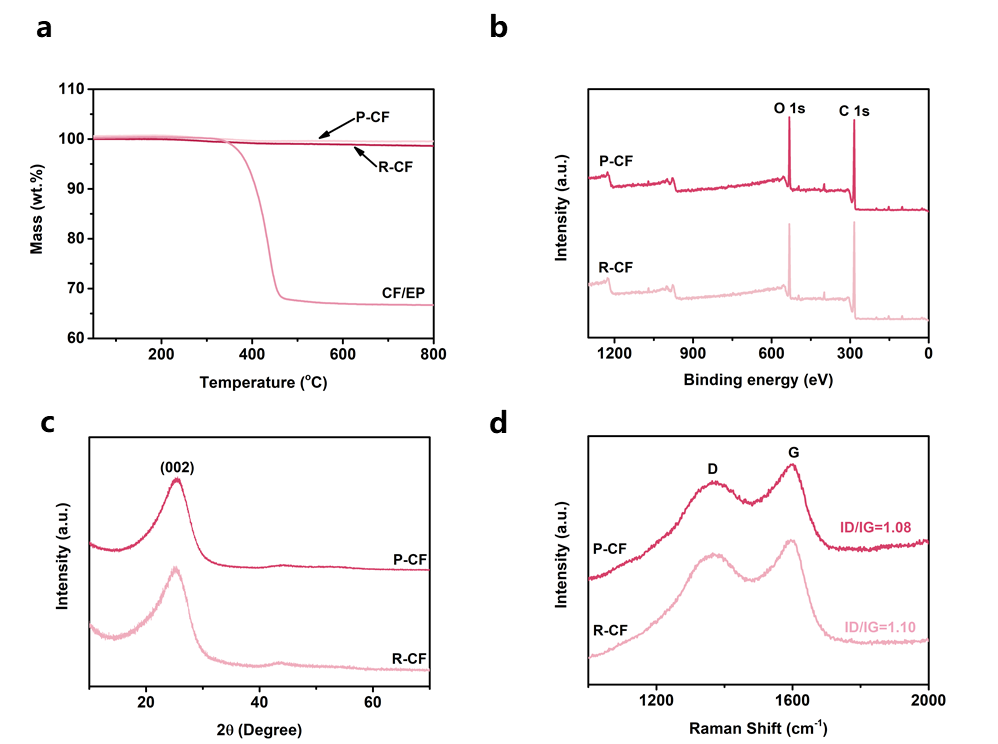 a
110
100
90
80
70
60
Mass (wt.%)
P-CF
R-CF
CF/EP
200
400
600
800
Temperature (°C)
b
Intensity (a.u.)
O 1s
C 1s
P-CF
R-CF
1200
900
600
300
0
Binding energy (eV)
c
Intensity (a.u.)
(002)
P-CF
R-CF
20
40
60
2θ (Degree)
d
Intensity (a.u.)
D
G
ID/IG=1.08
P-CF
ID/IG=1.10
R-CF
1200
1600
2000
Raman Shift (cm⁻¹)